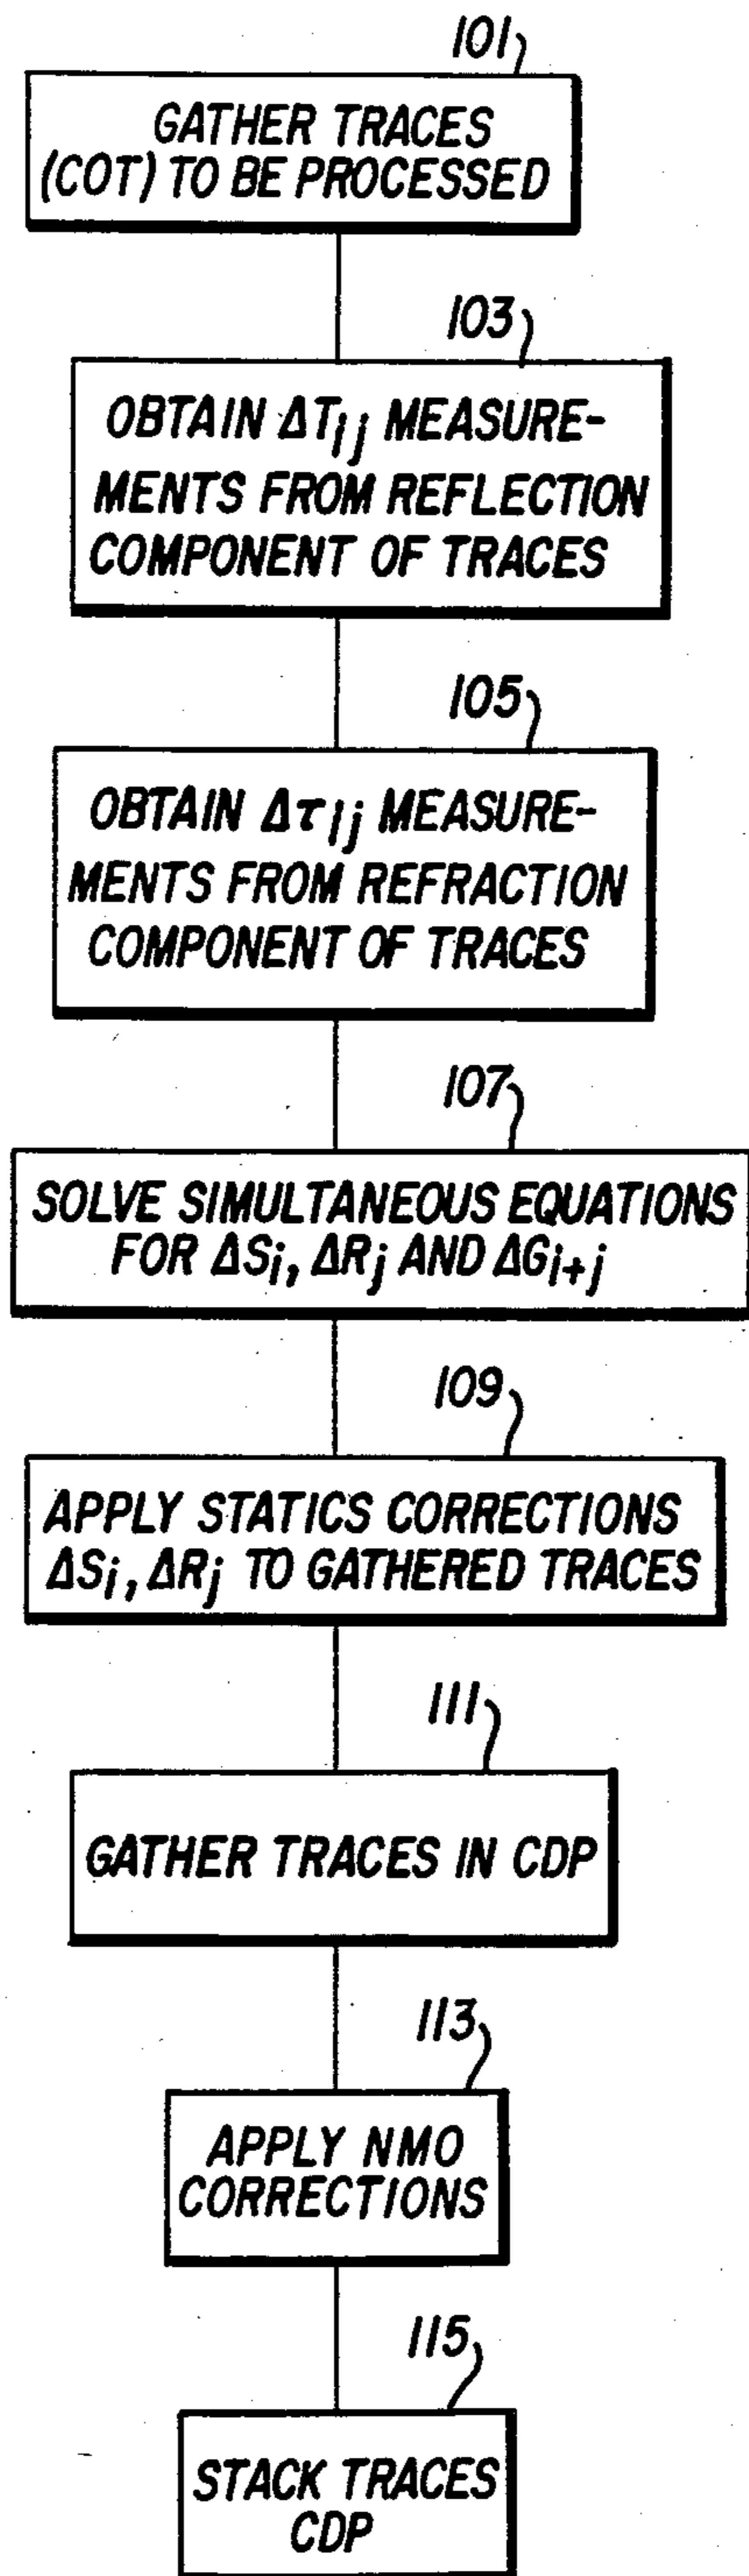 101
GATHER TRACES
(COT) TO BE PROCESSED
103
OBTAIN ΔTij MEASURE-
MENTS FROM REFLECTION
COMPONENT OF TRACES
105
OBTAIN Δτij MEASURE-
MENTS FROM REFRACTION
COMPONENT OF TRACES
107
SOLVE SIMULTANEOUS EQUATIONS
FOR ΔSi, ΔRj AND ΔGi+j
109
APPLY STATICS CORRECTIONS
ΔSi, ΔRj TO GATHERED TRACES
111
GATHER TRACES IN CDP
113
APPLY NMO
CORRECTIONS
115
STACK TRACES
CDP